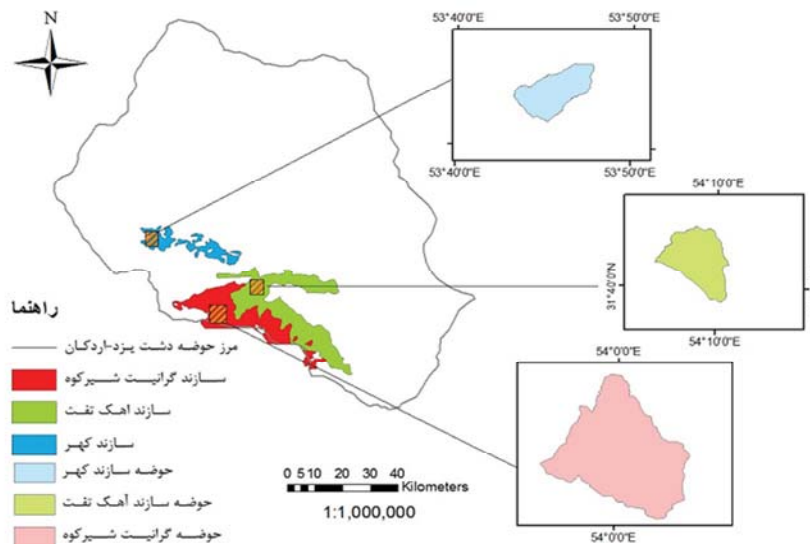 N
53°40'0"E 53°50'0"E
53°40'0"E 53°50'0"E
54°10'0"E
31°40'0"N
54°10'0"E
54°0'0"E
54°0'0"E
راهنما
مرز حوضه دشت یزد-اردکان
سازند گرانیت شیرکوه
سازند اهک تفت
سازند کهر
حوضه سازند کهر
حوضه سازند آهک تفت
حوضه گرانیت شیرکوه
0 5 10 20 30 40
Kilometers
1:1,000,000